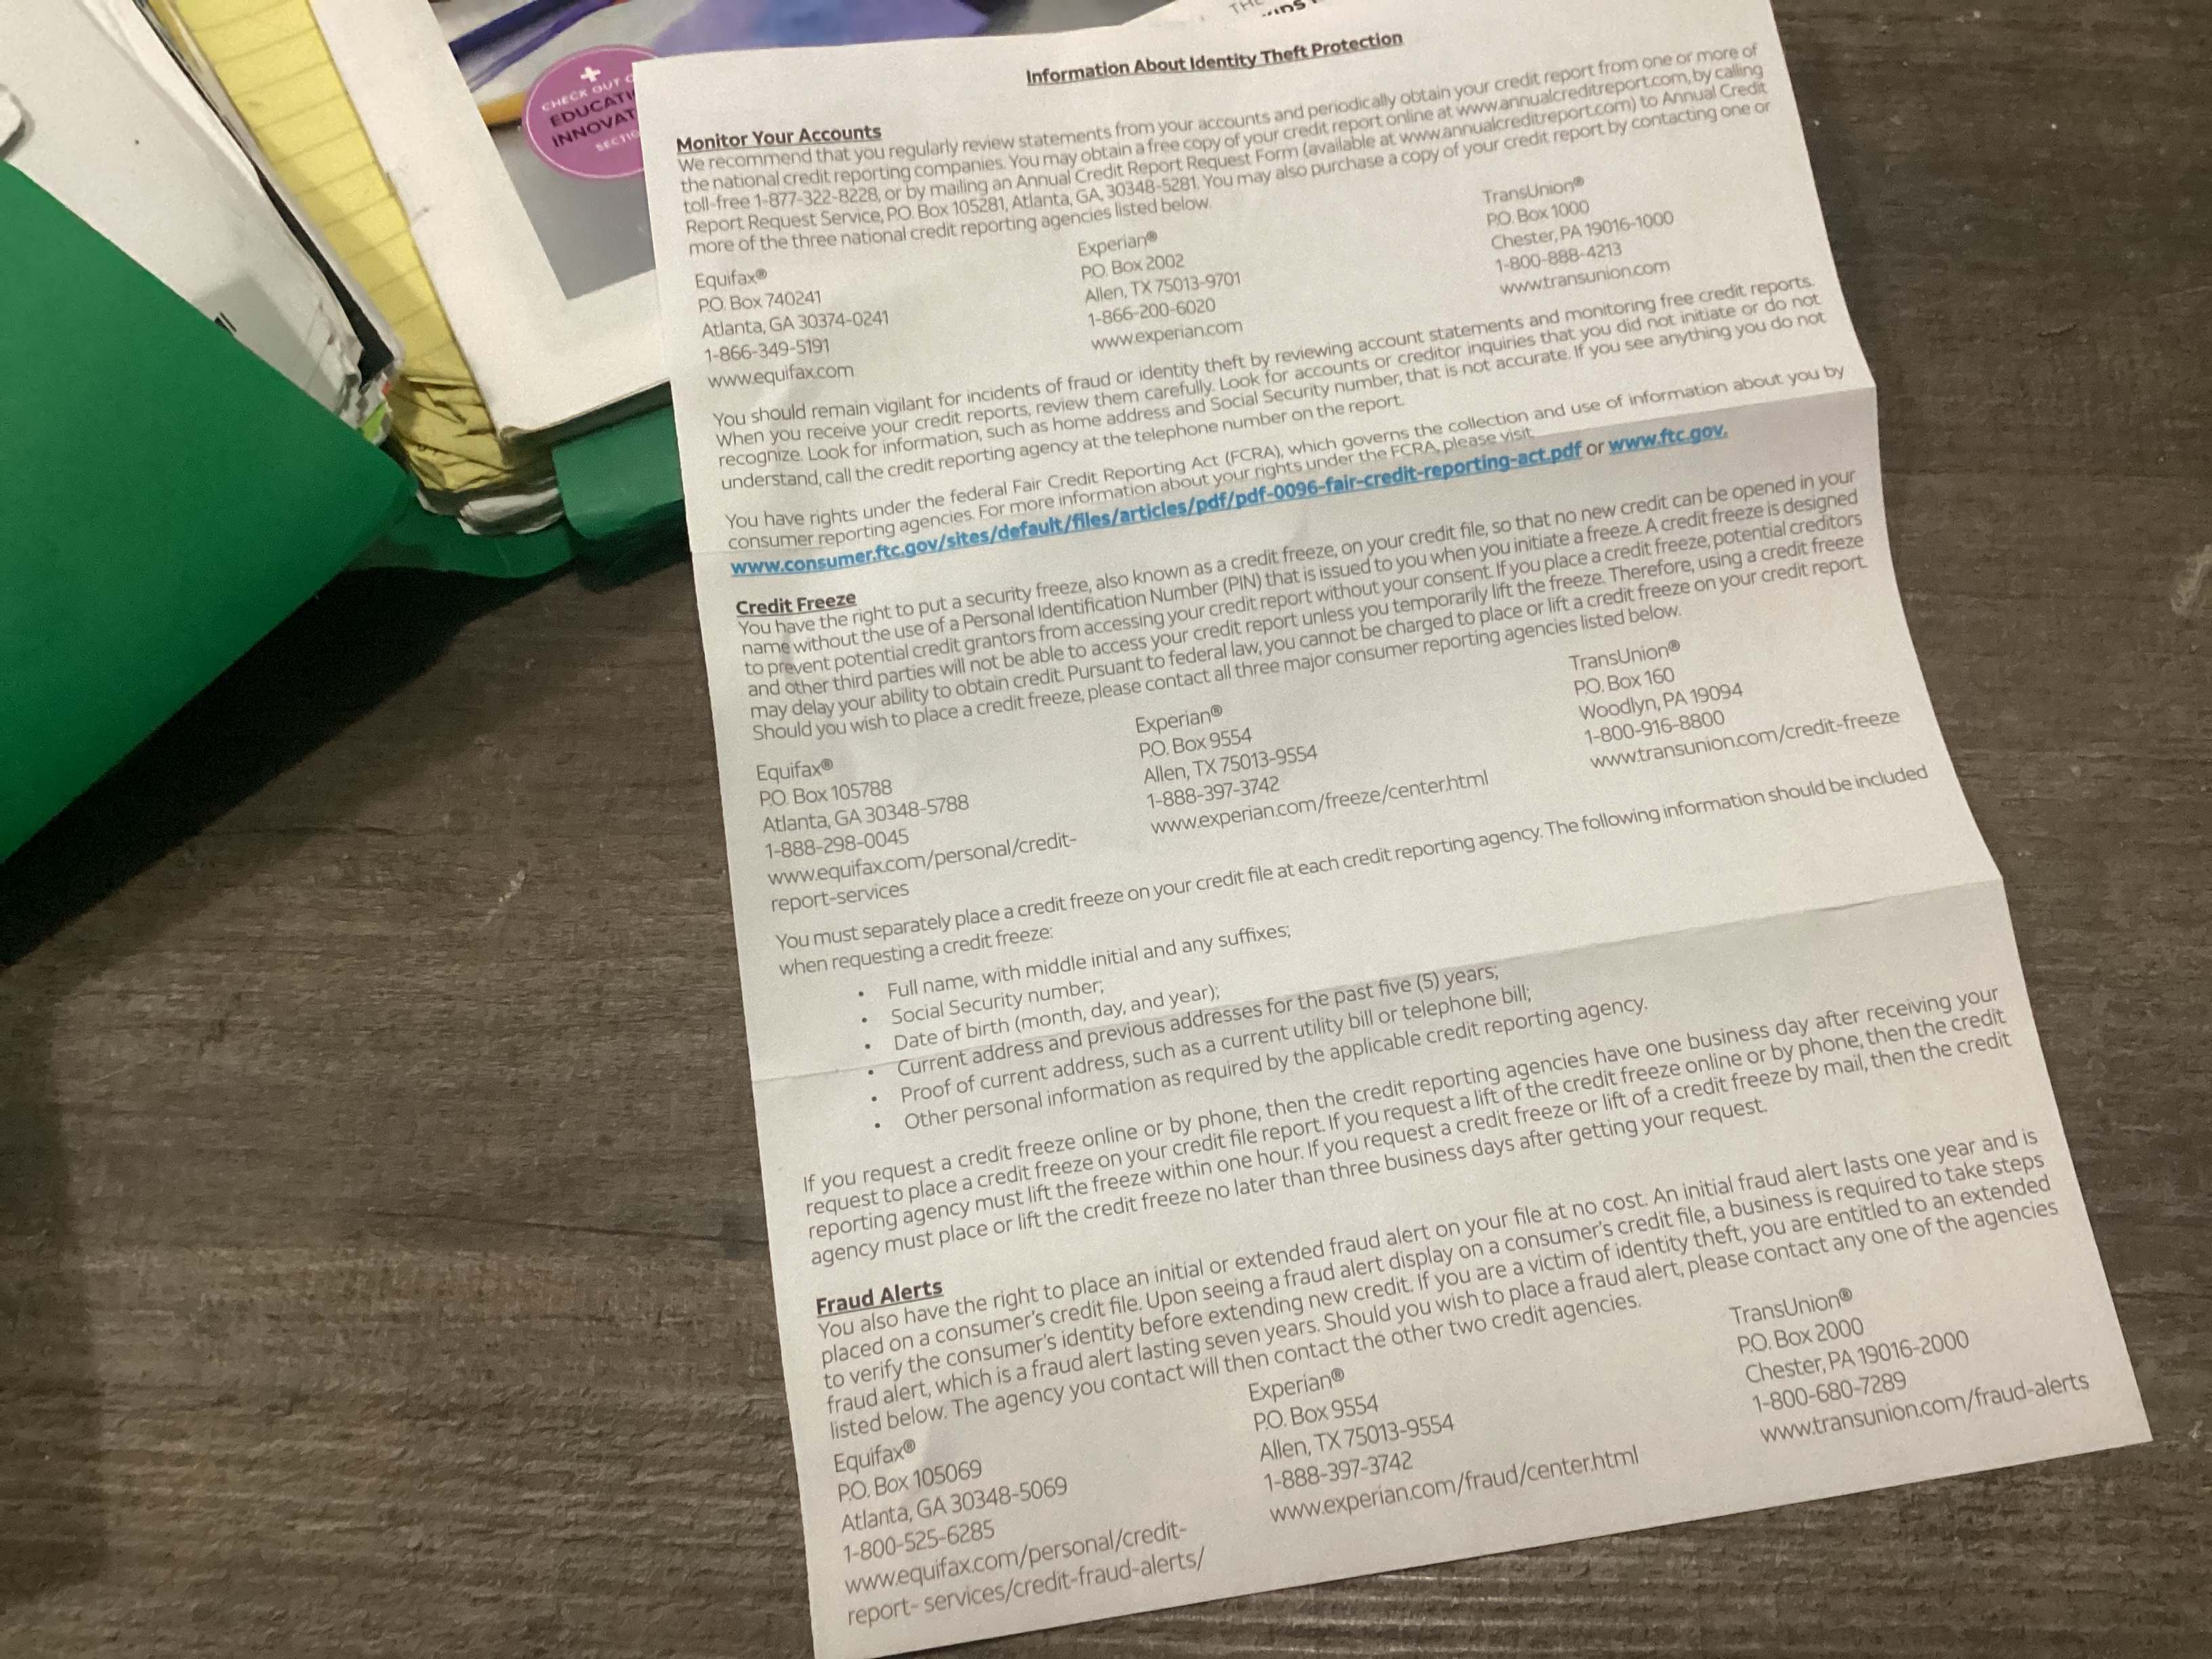 THE
CHECK OUT
EDUCATI
INNOVAT
SECTIO
Information About Identity Theft Protection
Monitor Your Accounts
We recommend that you regularly review statements from your accounts and periodically obtain your credit report from one or more of
the national credit reporting companies. You may obtain a free copy of your credit report online at www.annualcreditreport.com, by calling
toll-free 1-877-322-8228, or by mailing an Annual Credit Report Request Form (available at www.annualcreditreport.com) to Annual Credit
Report Request Service, P.O. Box 105281, Atlanta, GA, 30348-5281. You may also purchase a copy of your credit report by contacting one or
more of the three national credit reporting agencies listed below.
Equifax®
P.O. Box 740241
Atlanta, GA 30374-0241
1-866-349-5191
www.equifax.com
Experian®
P.O. Box 2002
Allen, TX 75013-9701
1-866-200-6020
www.experian.com
TransUnion®
P.O. Box 1000
Chester, PA 19016-1000
1-800-888-4213
www.transunion.com
You should remain vigilant for incidents of fraud or identity theft by reviewing account statements and monitoring free credit reports.
When you receive your credit reports, review them carefully. Look for accounts or creditor inquiries that you did not initiate or do not
recognize. Look for information, such as home address and Social Security number, that is not accurate. If you see anything you do not
understand, call the credit reporting agency at the telephone number on the report.
You have rights under the federal Fair Credit Reporting Act (FCRA), which governs the collection and use of information about you by
consumer reporting agencies. For more information about your rights under the FCRA, please visit
www.consumer.ftc.gov/sites/default/files/articles/pdf/pdf-0096-fair-credit-reporting-act.pdf or www.ftc.gov.
Credit Freeze
You have the right to put a security freeze, also known as a credit freeze, on your credit file, so that no new credit can be opened in your
name without the use of a Personal Identification Number (PIN) that is issued to you when you initiate a freeze. A credit freeze is designed
to prevent potential credit grantors from accessing your credit report without your consent. If you place a credit freeze, potential creditors
and other third parties will not be able to access your credit report unless you temporarily lift the freeze. Therefore, using a credit freeze
may delay your ability to obtain credit. Pursuant to federal law, you cannot be charged to place or lift a credit freeze on your credit report.
Should you wish to place a credit freeze, please contact all three major consumer reporting agencies listed below.
Equifax®
P.O. Box 105788
Atlanta, GA 30348-5788
1-888-298-0045
www.equifax.com/personal/credit-
report-services
Experian®
P.O. Box 9554
Allen, TX 75013-9554
1-888-397-3742
www.experian.com/freeze/center.html
TransUnion®
P.O. Box 160
Woodlyn, PA 19094
1-800-916-8800
www.transunion.com/credit-freeze
You must separately place a credit freeze on your credit file at each credit reporting agency. The following information should be included
when requesting a credit freeze:
• Full name, with middle initial and any suffixes;
• Social Security number;
• Date of birth (month, day, and year);
• Current address and previous addresses for the past five (5) years;
• Proof of current address, such as a current utility bill or telephone bill;
• Other personal information as required by the applicable credit reporting agency.
If you request a credit freeze online or by phone, then the credit reporting agencies have one business day after receiving your
request to place a credit freeze on your credit file report. If you request a lift of the credit freeze online or by phone, then the credit
reporting agency must lift the freeze within one hour. If you request a credit freeze or lift of a credit freeze by mail, then the credit
agency must place or lift the credit freeze no later than three business days after getting your request.
Fraud Alerts
You also have the right to place an initial or extended fraud alert on your file at no cost. An initial fraud alert lasts one year and is
placed on a consumer's credit file. Upon seeing a fraud alert display on a consumer's credit file, a business is required to take steps
to verify the consumer's identity before extending new credit. If you are a victim of identity theft, you are entitled to an extended
fraud alert, which is a fraud alert lasting seven years. Should you wish to place a fraud alert, please contact any one of the agencies
listed below. The agency you contact will then contact the other two credit agencies.
Equifax®
P.O. Box 105069
Atlanta, GA 30348-5069
1-800-525-6285
www.equifax.com/personal/credit-
report- services/credit-fraud-alerts/
Experian®
P.O. Box 9554
Allen, TX 75013-9554
1-888-397-3742
www.experian.com/fraud/center.html
TransUnion®
P.O. Box 2000
Chester, PA 19016-2000
1-800-680-7289
www.transunion.com/fraud-alerts